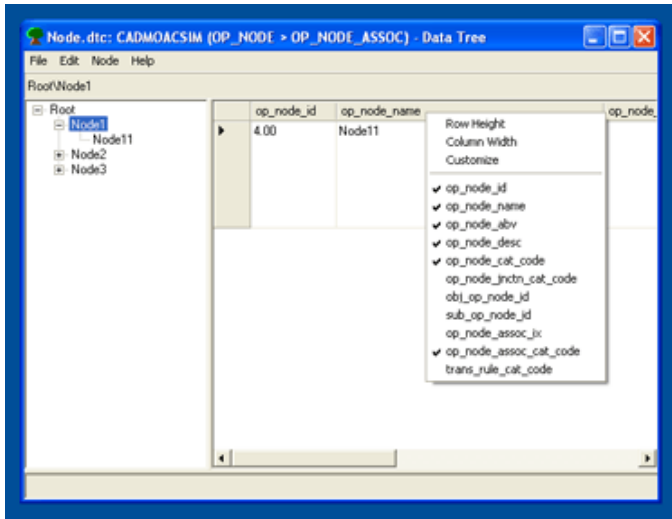 Node.dtc: CADMOACSIM (OP_NODE > OP_NODE_ASSOC) - Data Tree
File Edit Node Help
Root\Node1
Root
Node1
Node11
Node2
Node3
op_node_id op_node_name op_node_
4.00 Node11
Row Height
Column Width
Customize
op_node_id
op_node_name
op_node_abv
op_node_desc
op_node_cat_code
op_node_jnctn_cat_code
obj_op_node_id
sub_op_node_id
op_node_assoc_ix
op_node_assoc_cat_code
trans_rule_cat_code